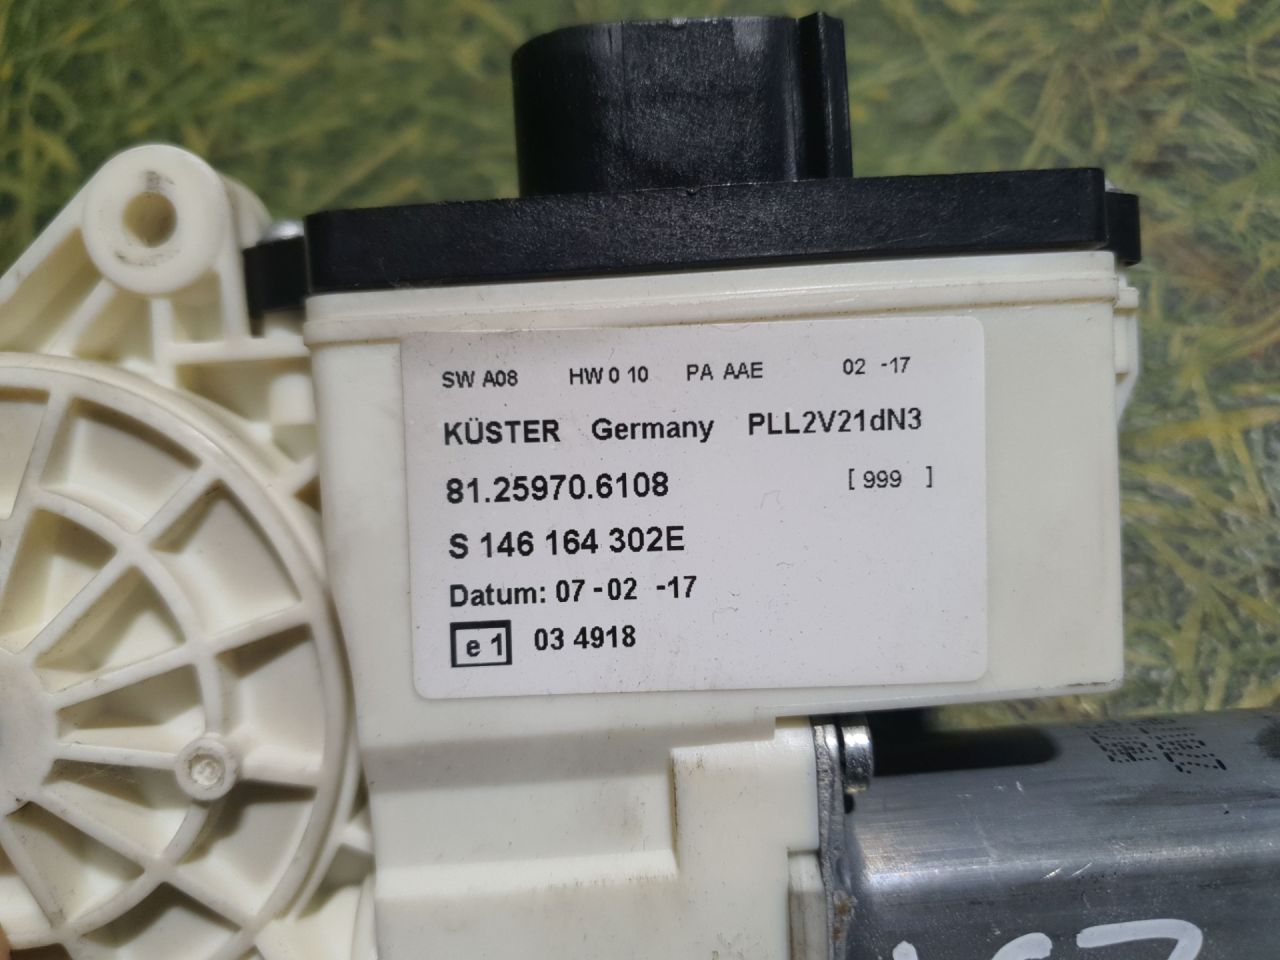 SW A08 HW 0 10 PA AAE 02 -17
KÜSTER Germany PLL2V21dN3
81.25970.6108 [ 999 ]
S 146 164 302E
Datum: 07-02 -17
e 1 03 4918